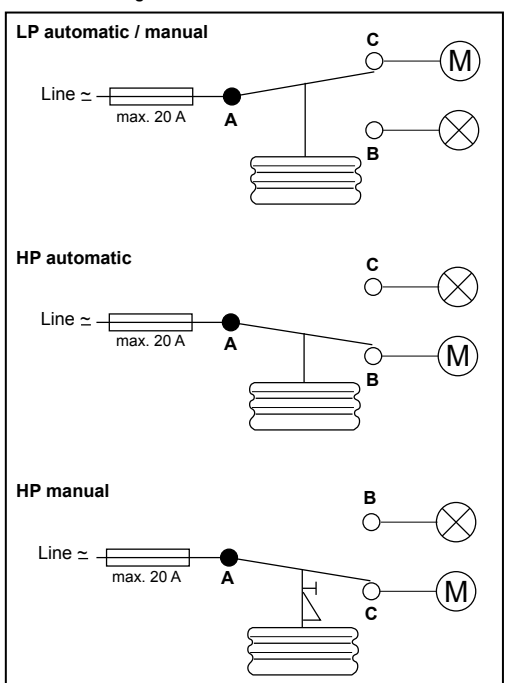 LP automatic / manual
C
M
Line ≃
max. 20 A
A
B
HP automatic
C
Line ≃
max. 20 A
A
M
B
HP manual
B
Line ≃
max. 20 A
A
M
C